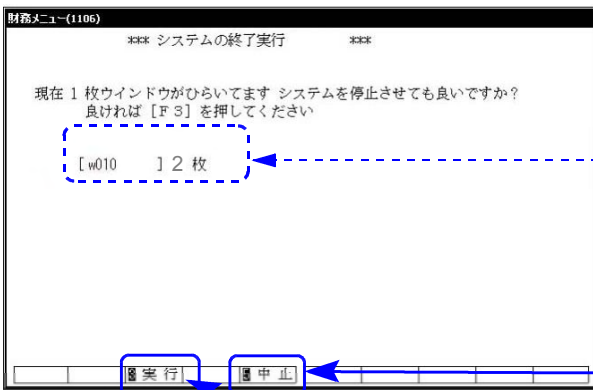 財務メニュー(1106)
*** システムの終了実行 ***
現在 1 枚ウインドウがひらいてます システムを停止させても良いですか?
良ければ [F3] を押してください
[ w010 ] 2 枚
実 行 中 止